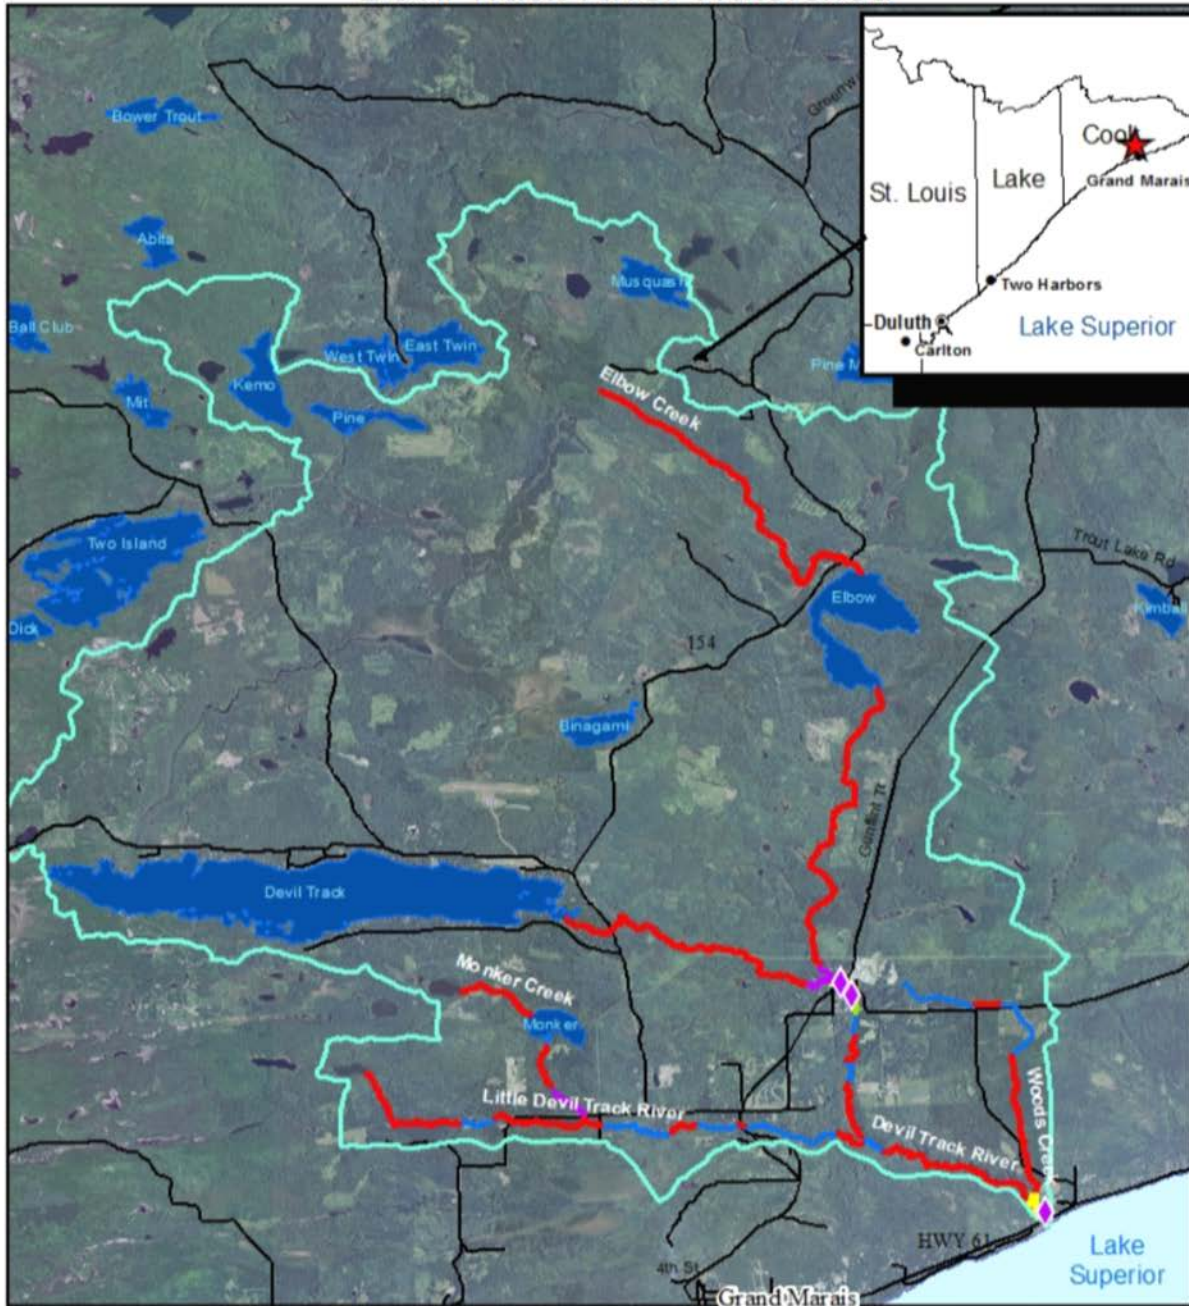 Greenw
Bower Trout
Abita
Musquash
Ball Club
West Twin
East Twin
Kemo
Mit
Pine
Pine M
Elbow Creek
Two Island
Dick
Elbow
154
Trout Lake Rd
Kimball
Binagami
Gunflint Tr
Devil Track
Monker Creek
Monker
Little Devil Track River
Devil Track River
Woods Creek
HWY 61
4th St
Grand Marais
Lake
Superior
Cook
Grand Marais
St. Louis
Lake
Two Harbors
Duluth
Carlton
Lake Superior